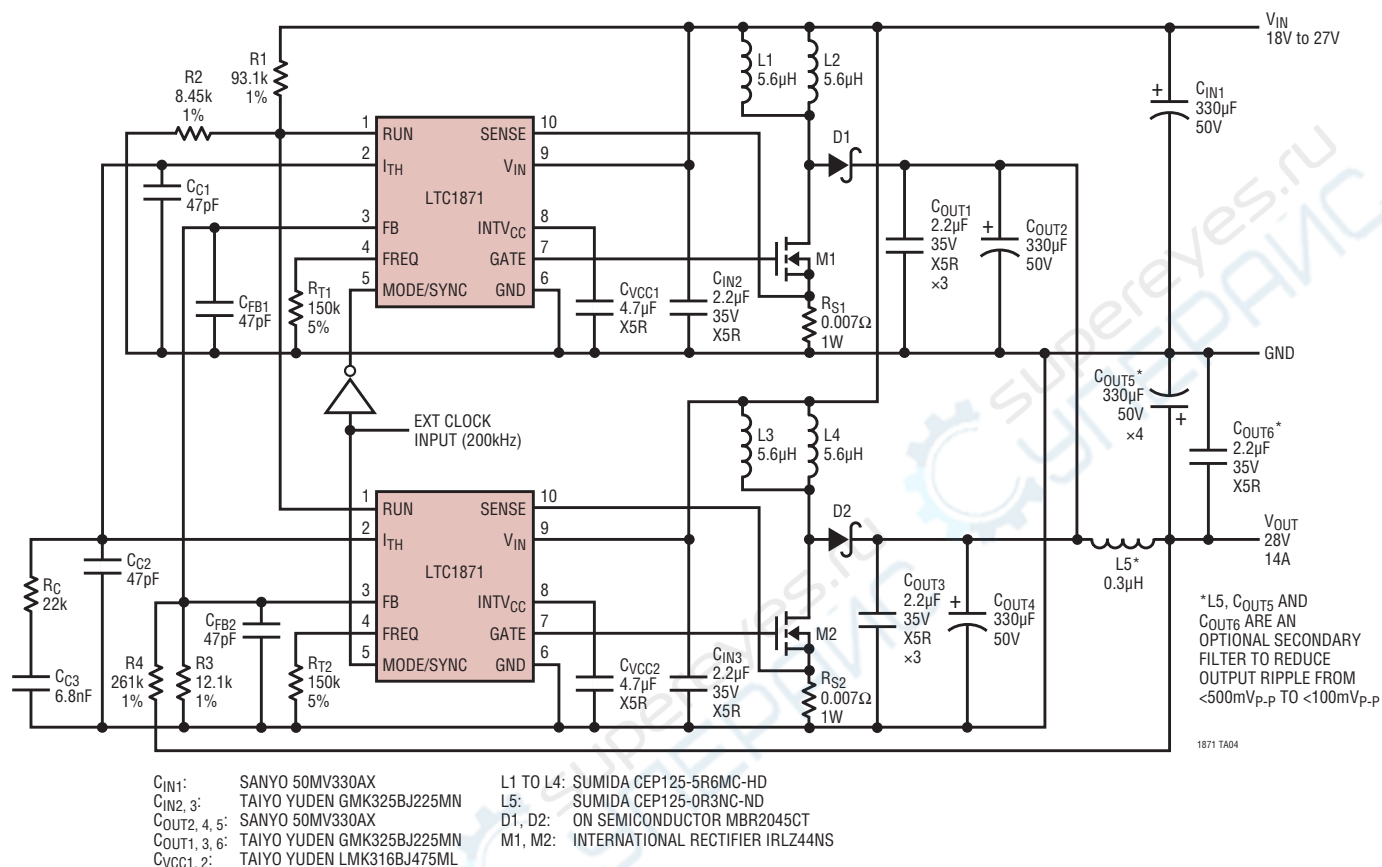 VIN
18V to 27V
R1
93.1k
1%
R2
8.45k
1%
L1
5.6µH
L2
5.6µH
+
CIN1
330µF
50V
1
RUN
SENSE
10
2
ITH
VIN
9
D1
CC1
47pF
LTC1871
3
FB
INTVCC
8
4
FREQ
GATE
7
5
MODE/SYNC
GND
6
M1
COUT1
2.2µF
35V
X5R
×3
+
COUT2
330µF
50V
CFB1
47pF
RT1
150k
5%
CVCC1
4.7µF
X5R
CIN2
2.2µF
35V
X5R
RS1
0.007Ω
1W
GND
EXT CLOCK
INPUT (200kHz)
L3
5.6µH
L4
5.6µH
COUT5*
330µF
50V
×4
+
COUT6*
2.2µF
35V
X5R
1
RUN
SENSE
10
2
ITH
VIN
9
D2
VOUT
28V
14A
L5*
0.3µH
RC
22k
CC2
47pF
LTC1871
3
FB
INTVCC
8
4
FREQ
GATE
7
5
MODE/SYNC
GND
6
M2
COUT3
2.2µF
35V
X5R
×3
+
COUT4
330µF
50V
CC3
6.8nF
R4
261k
1%
R3
12.1k
1%
CFB2
47pF
RT2
150k
5%
CVCC2
4.7µF
X5R
CIN3
2.2µF
35V
X5R
RS2
0.007Ω
1W
*L5, COUT5 AND
COUT6 ARE AN
OPTIONAL SECONDARY
FILTER TO REDUCE
OUTPUT RIPPLE FROM
<500mVP-P TO <100mVP-P
1871 TA04
CIN1: SANYO 50MV330AX
CIN2, 3: TAIYO YUDEN GMK325BJ225MN
COUT2, 4, 5: SANYO 50MV330AX
COUT1, 3, 6: TAIYO YUDEN GMK325BJ225MN
CVCC1, 2: TAIYO YUDEN LMK316BJ475ML
L1 TO L4: SUMIDA CEP125-5R6MC-HD
L5: SUMIDA CEP125-0R3NC-ND
D1, D2: ON SEMICONDUCTOR MBR2045CT
M1, M2: INTERNATIONAL RECTIFIER IRLZ44NS
supereyes.ru
СУПЕРАЙС
supereyes.ru